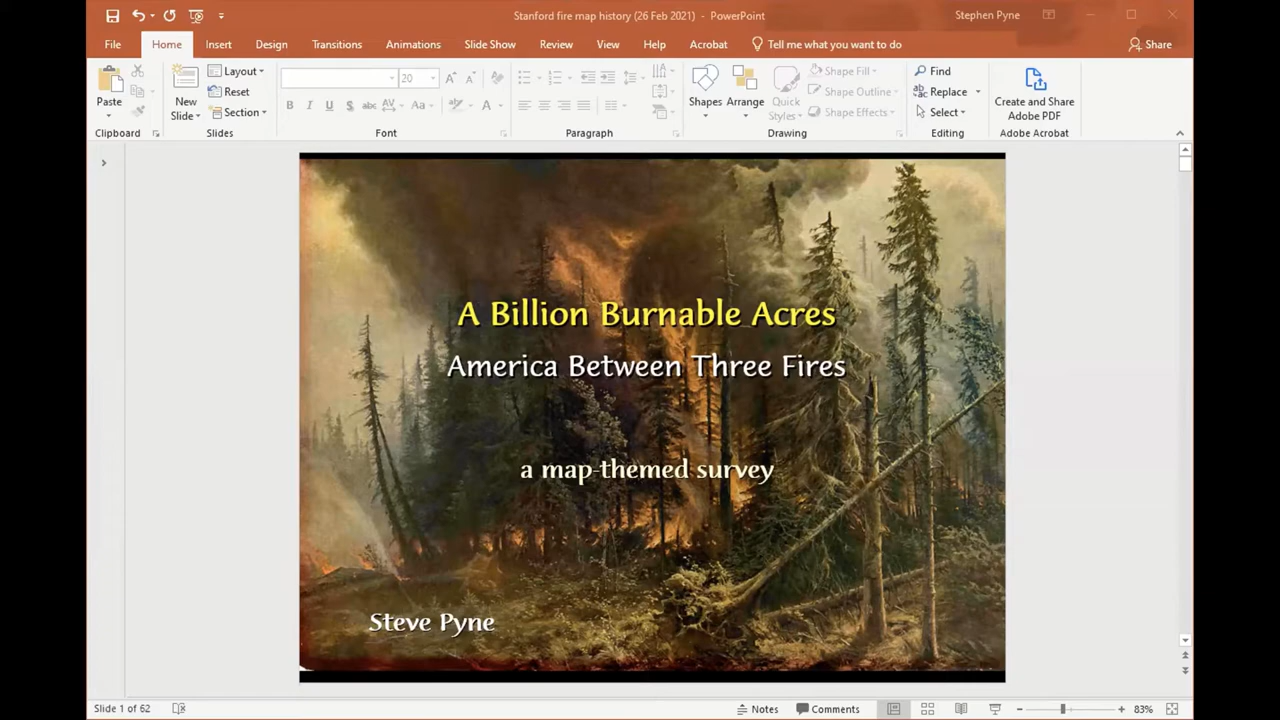 Stanford fire map history (26 Feb 2021) - PowerPoint
Stephen Pyne
File Home Insert Design Transitions Animations Slide Show Review View Help Acrobat Tell me what you want to do Share
Paste
Clipboard
New
Slide
Layout
Reset
Section
Slides
20
B I U S abc AV Aa A
Font
Paragraph
Shapes
Arrange
Quick
Styles
Shape Fill
Shape Outline
Shape Effects
Drawing
Find
Replace
Select
Editing
Create and Share
Adobe PDF
Adobe Acrobat
A Billion Burnable Acres
America Between Three Fires
a map-themed survey
Steve Pyne
Slide 1 of 62
Notes
Comments
83%